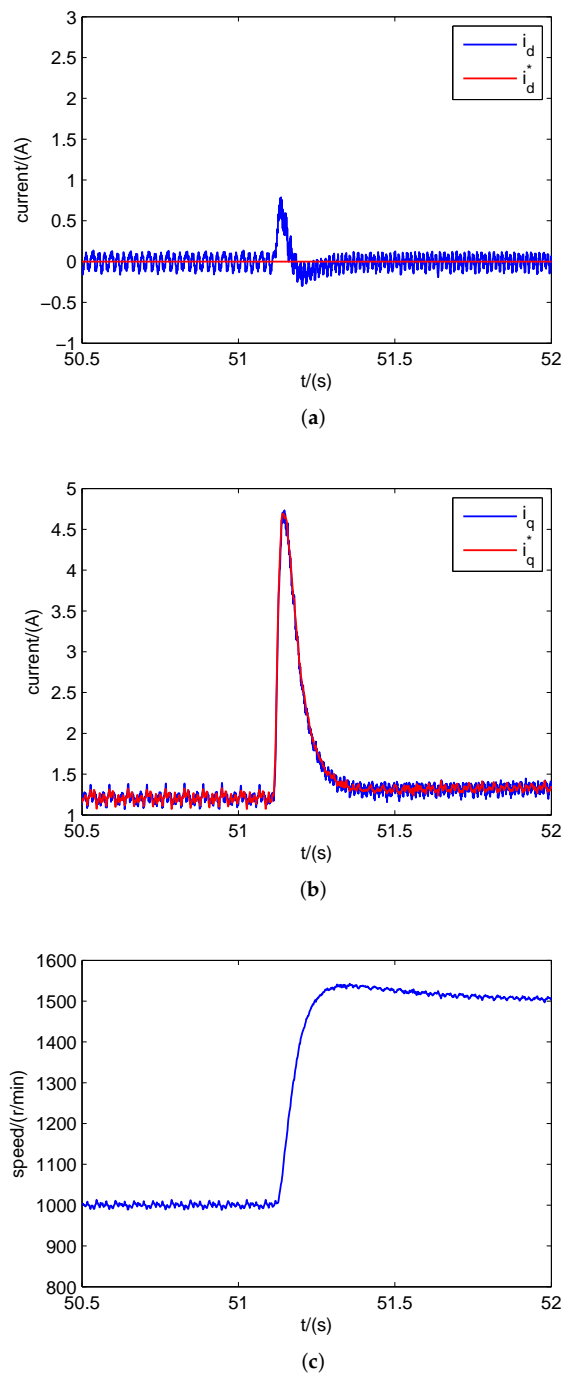 3
2.5
2
1.5
1
0.5
0
−0.5
−1
current/(A)
i_d
i_d^*
50.5 51 51.5 52
t/(s)
(a)
5
4.5
4
3.5
3
2.5
2
1.5
1
current/(A)
i_q
i_q^*
50.5 51 51.5 52
t/(s)
(b)
1600
1500
1400
1300
1200
1100
1000
900
800
speed/(r/min)
50.5 51 51.5 52
t/(s)
(c)